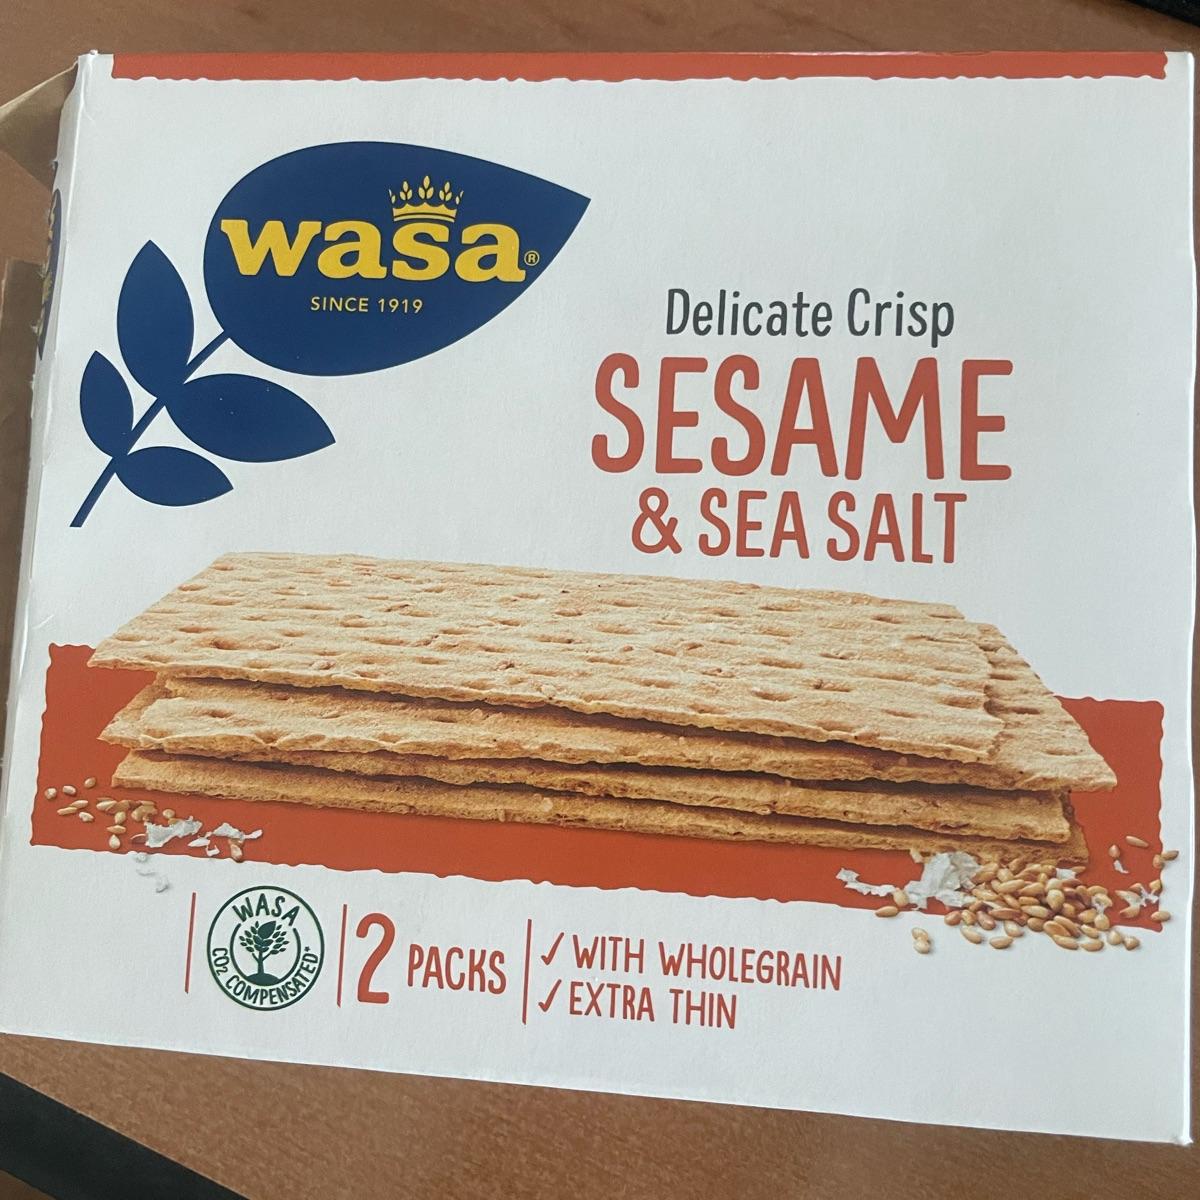 wasa®
SINCE 1919
Delicate Crisp
SESAME
& SEA SALT
WASA
CO₂ COMPENSATED*
2 PACKS
✓ WITH WHOLEGRAIN
✓ EXTRA THIN